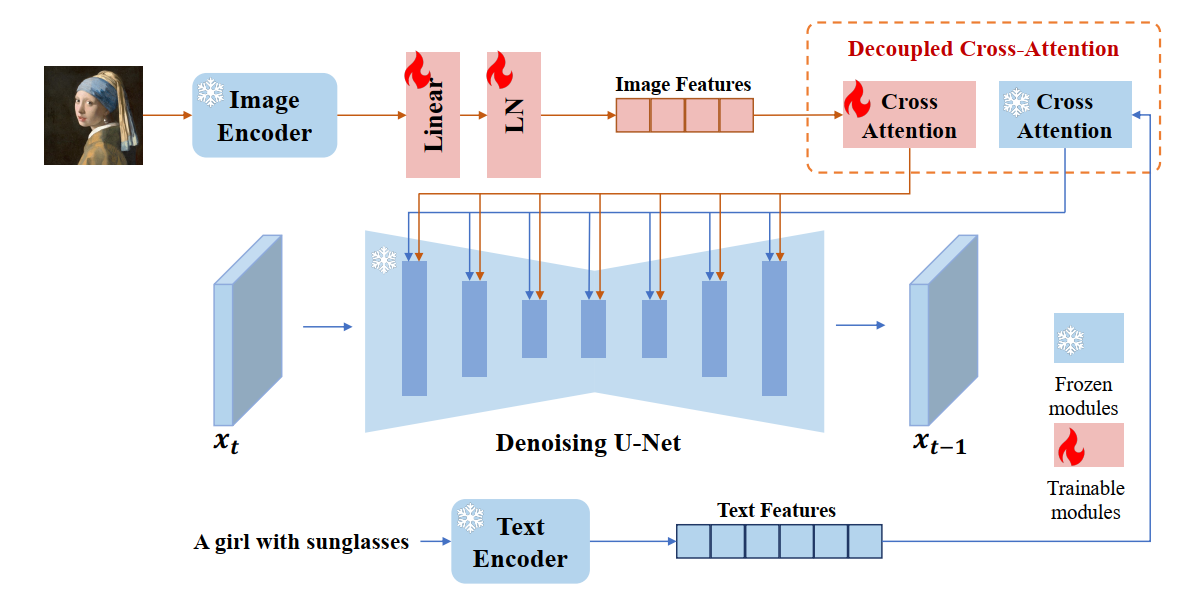 Decoupled Cross-Attention
Image
Encoder
Linear
LN
Image Features
Cross
Attention
Cross
Attention
x_t
Denoising U-Net
x_{t-1}
Frozen
modules
Trainable
modules
A girl with sunglasses
Text
Encoder
Text Features